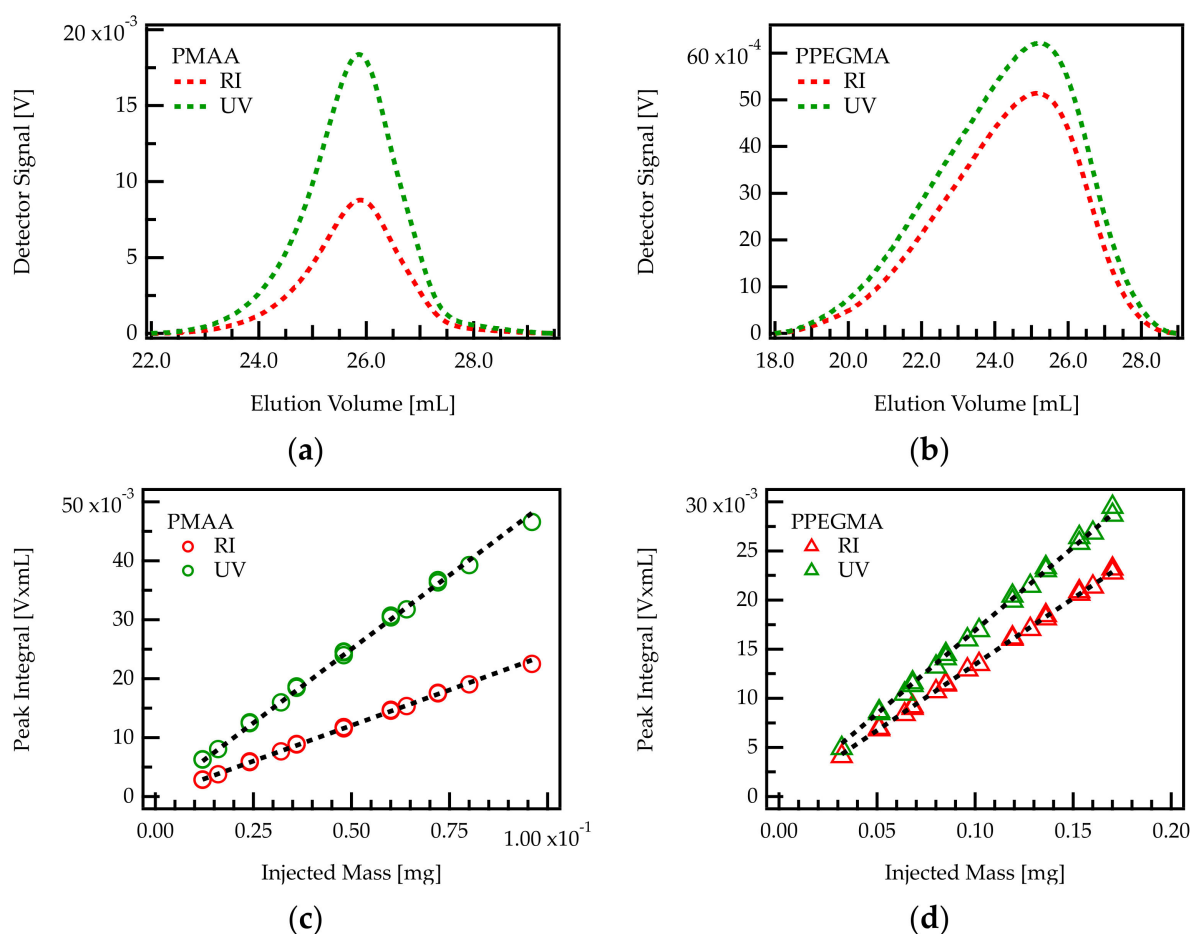 20 x10⁻³
PMAA
RI
UV
15
10
5
0
22.0 24.0 26.0 28.0
Detector Signal [V]
Elution Volume [mL]
(a)
60 x10⁻⁴
PPEGMA
RI
UV
50
40
30
20
10
0
18.0 20.0 22.0 24.0 26.0 28.0
Detector Signal [V]
Elution Volume [mL]
(b)
50 x10⁻³
PMAA
RI
UV
40
30
20
10
0
0.00 0.25 0.50 0.75 1.00 x10⁻¹
Peak Integral [VxmL]
Injected Mass [mg]
(c)
30 x10⁻³
PPEGMA
RI
UV
25
20
15
10
5
0
0.00 0.05 0.10 0.15 0.20
Peak Integral [VxmL]
Injected Mass [mg]
(d)